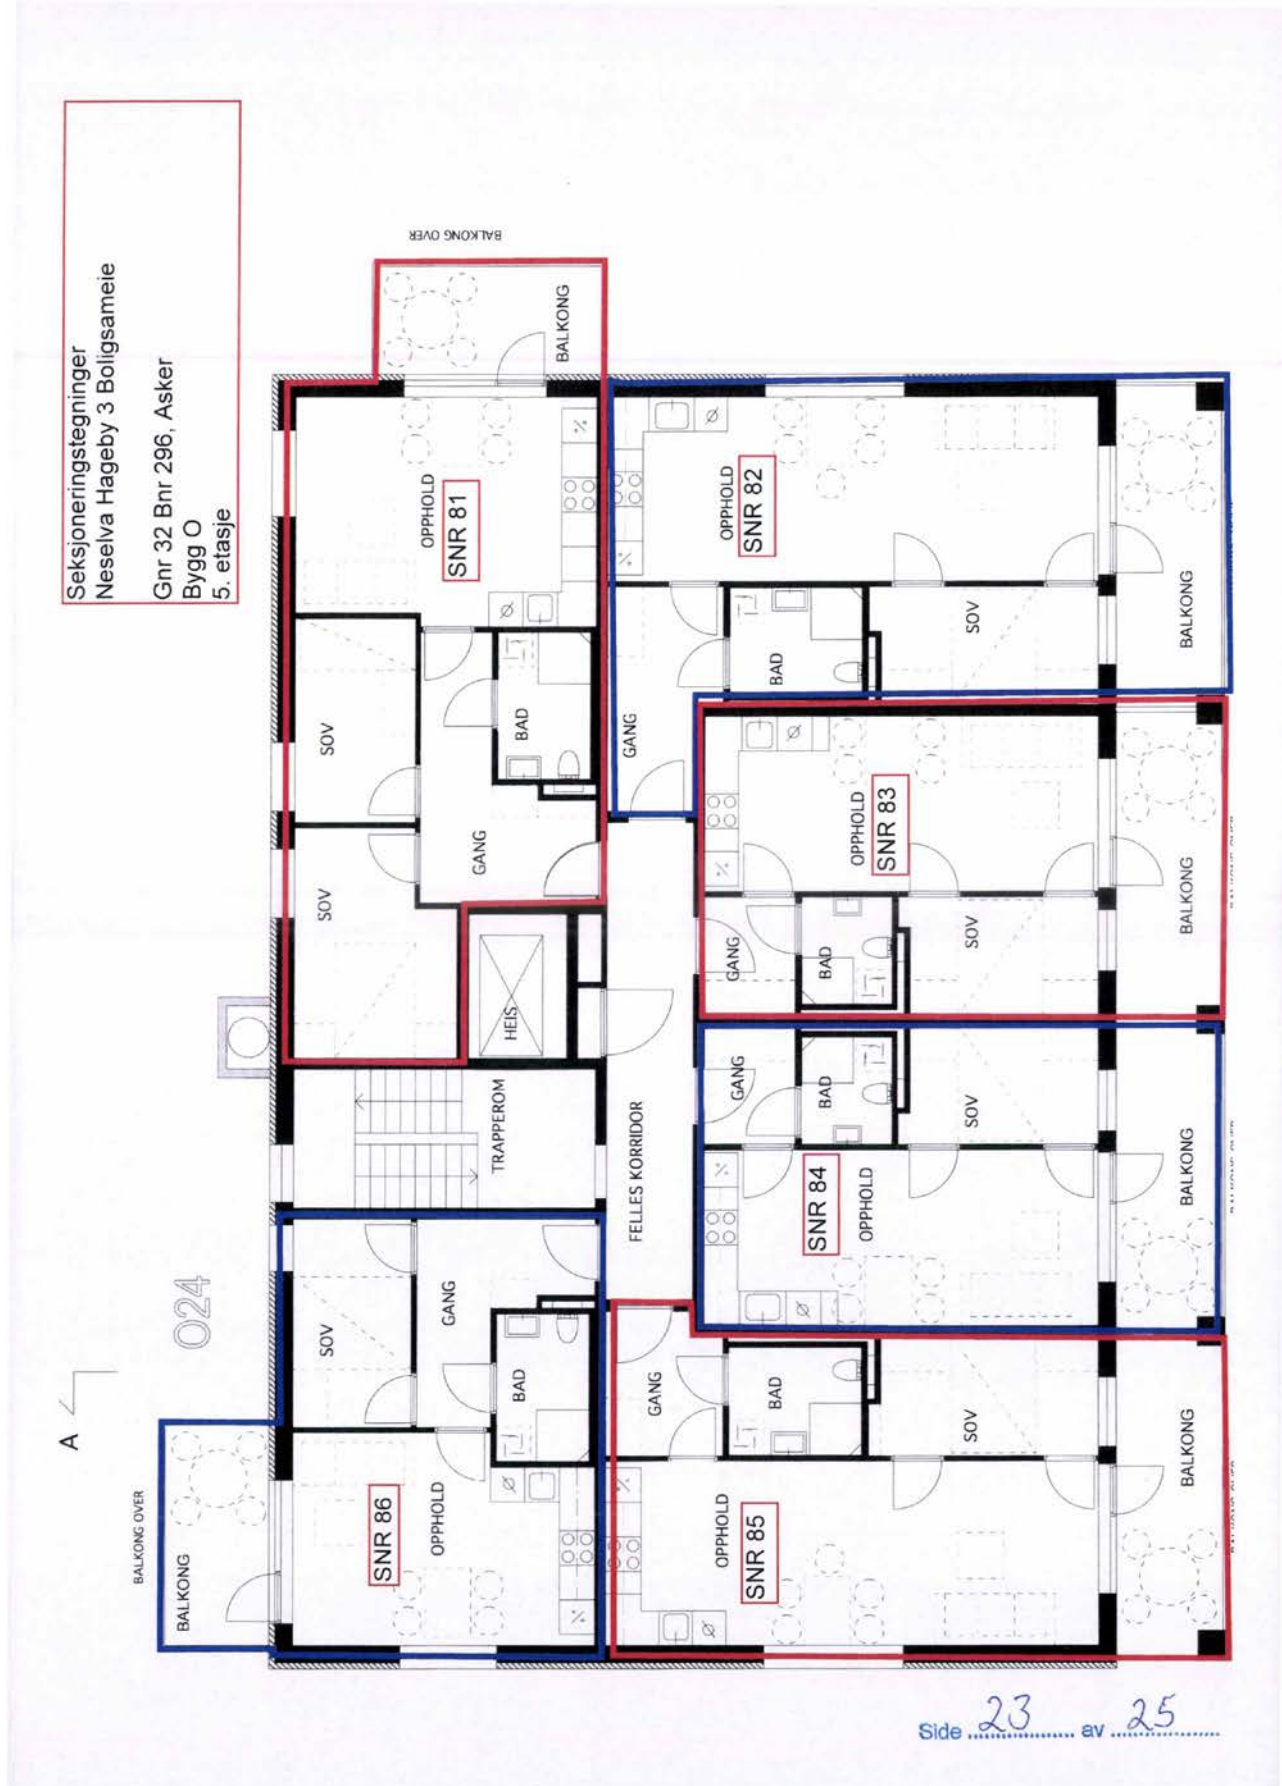 Seksjoneringstegninger
Neselva Hageby 3 Boligsameie
Gnr 32 Bnr 296, Asker
Bygg O
5. etasje
A
O24
BALKONG OVER
BALKONG
SNR 86
OPPHOLD
SOV
GANG
BAD
TRAPPEROM
HEIS
SOV
SOV
GANG
BAD
OPPHOLD
SNR 81
BALKONG
BALKONG OVER
FELLES KORRIDOR
GANG
BAD
OPPHOLD
SNR 85
SOV
BALKONG
GANG
BAD
SNR 84
OPPHOLD
SOV
BALKONG
GANG
BAD
OPPHOLD
SNR 83
SOV
BALKONG
GANG
BAD
OPPHOLD
SNR 82
SOV
BALKONG
Side 23 av 25